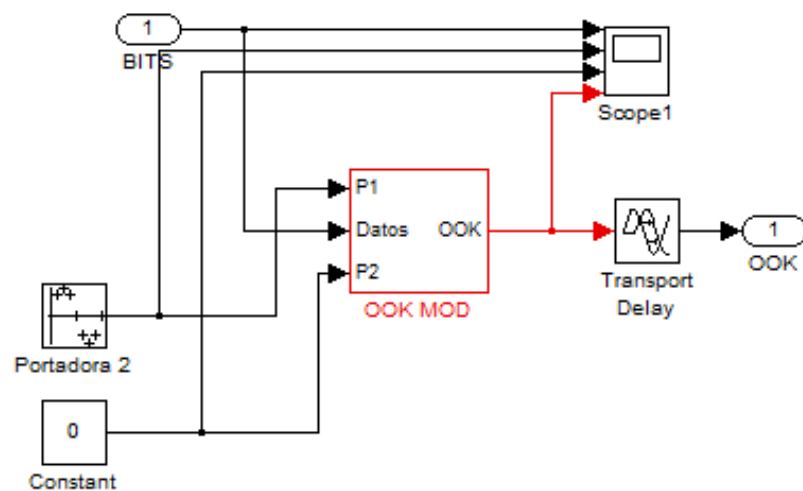 1
BITS
Scope1
P1
Datos
OOK
P2
OOK MOD
Transport
Delay
1
OOK
Portadora 2
0
Constant